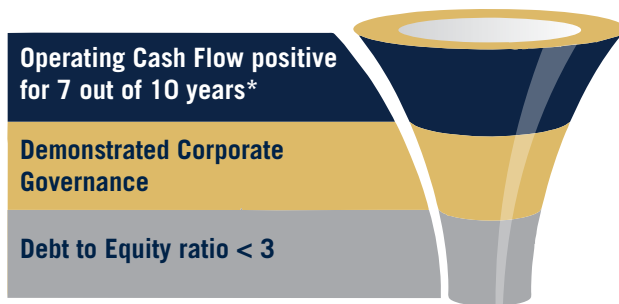 Operating Cash Flow positive
for 7 out of 10 years*
Demonstrated Corporate
Governance
Debt to Equity ratio < 3